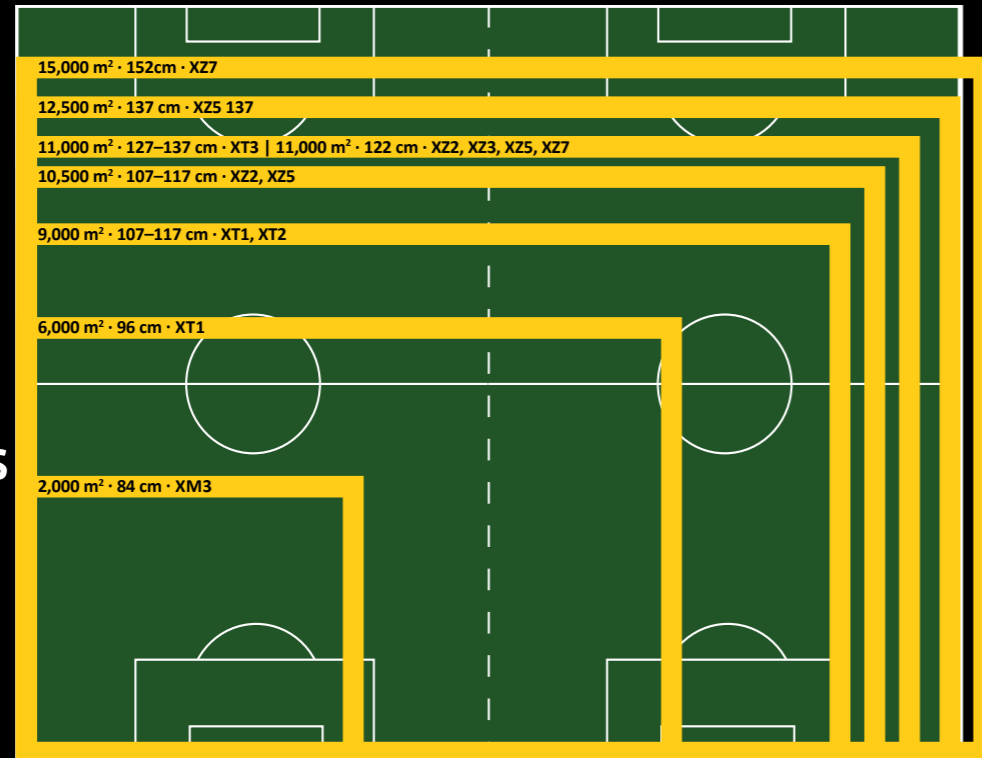 15,000 m² · 152cm · XZ7
12,500 m² · 137 cm · XZ5 137
11,000 m² · 127–137 cm · XT3 | 11,000 m² · 122 cm · XZ2, XZ3, XZ5, XZ7
10,500 m² · 107–117 cm · XZ2, XZ5
9,000 m² · 107–117 cm · XT1, XT2
6,000 m² · 96 cm · XT1
s
2,000 m² · 84 cm · XM3